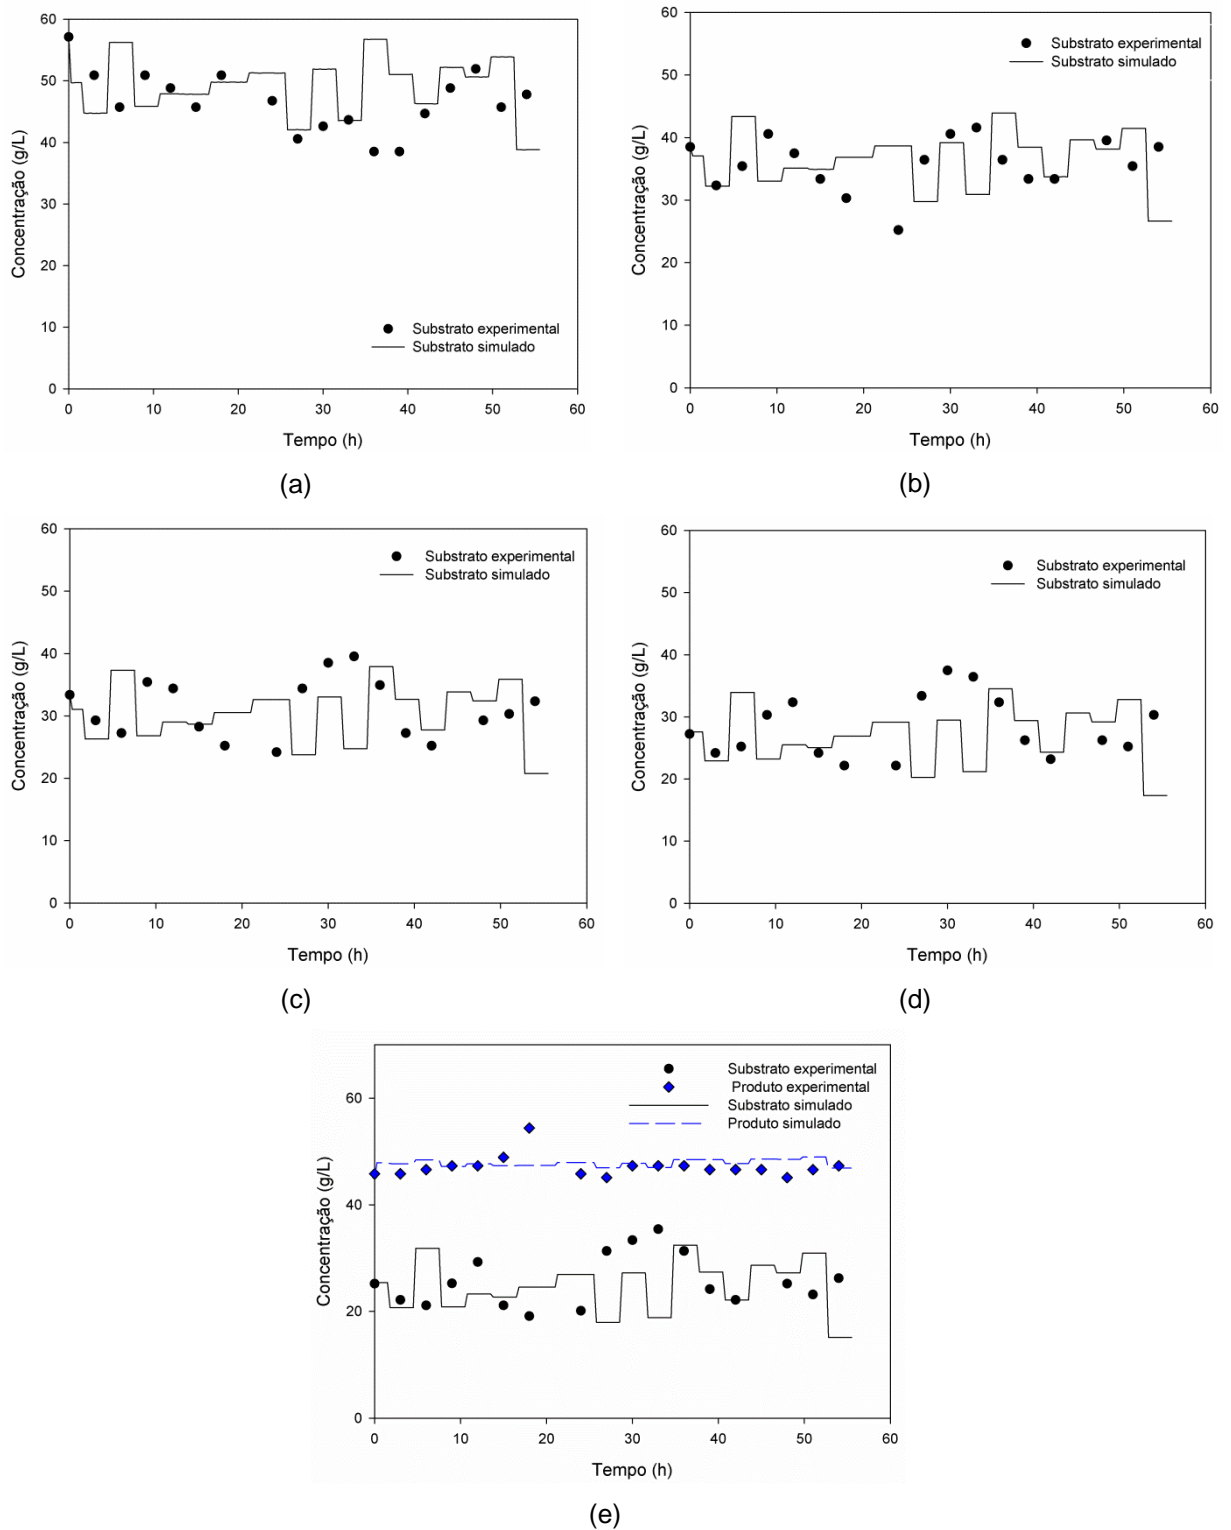 60
50
40
30
20
10
0
Concentração (g/L)
Substrato experimental
Substrato simulado
0 10 20 30 40 50 60
Tempo (h)
(a)
60
50
40
30
20
10
0
Concentração (g/L)
Substrato experimental
Substrato simulado
0 10 20 30 40 50 60
Tempo (h)
(b)
60
50
40
30
20
10
0
Concentração (g/L)
Substrato experimental
Substrato simulado
0 10 20 30 40 50 60
Tempo (h)
(c)
60
50
40
30
20
10
0
Concentração (g/L)
Substrato experimental
Substrato simulado
0 10 20 30 40 50 60
Tempo (h)
(d)
60
40
20
0
Concentração (g/L)
Substrato experimental
Produto experimental
Substrato simulado
Produto simulado
0 10 20 30 40 50 60
Tempo (h)
(e)